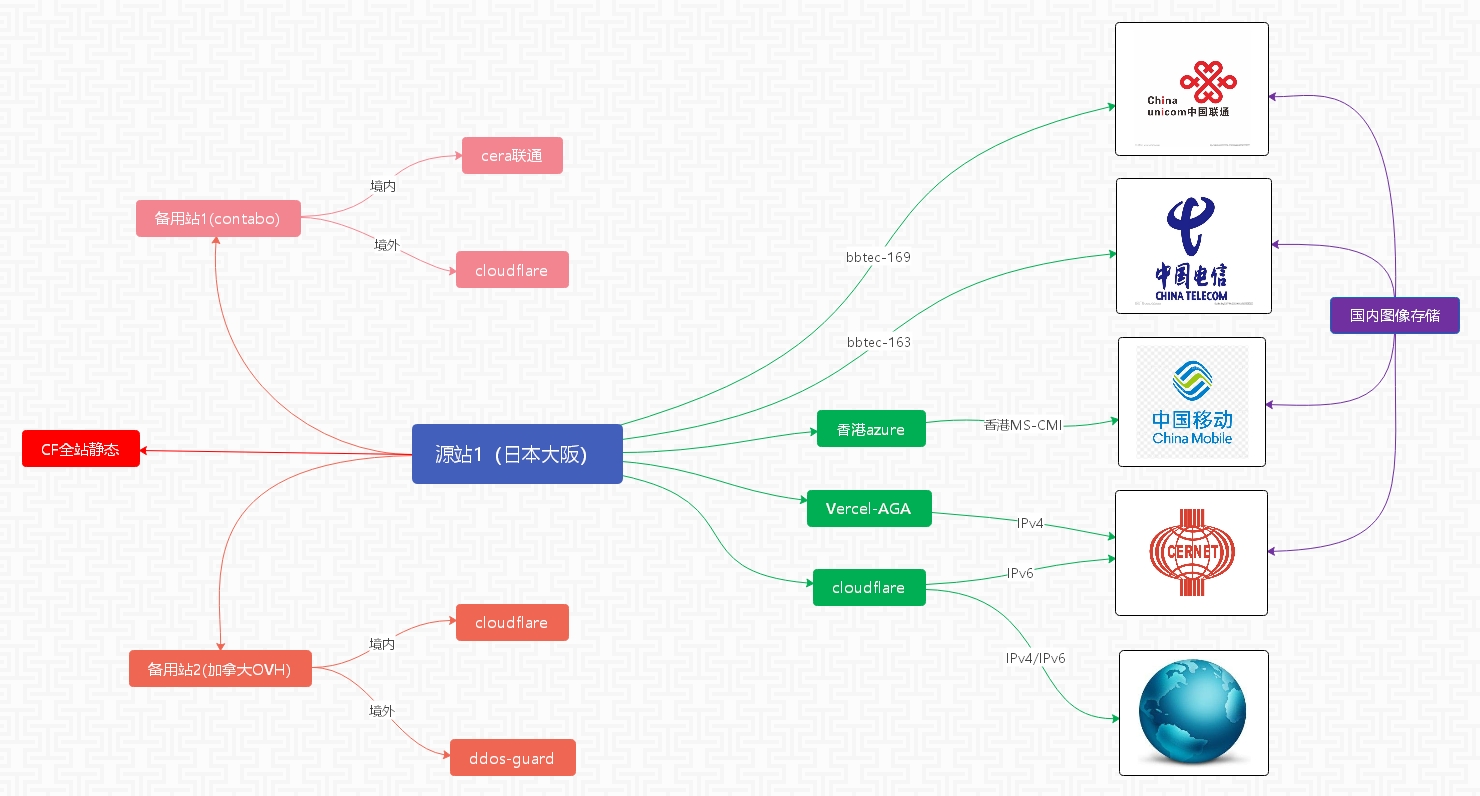 China
unicom中国联通
cera联通
境内
备用站1(contabo)
境外
cloudflare
bbtec-169
中国电信
CHINA TELECOM
国内图像存储
bbtec-163
香港azure
香港MS-CMI
中国移动
China Mobile
CF全站静态
源站1（日本大阪）
Vercel-AGA
IPv4
CERNET
IPv6
cloudflare
cloudflare
境内
IPv4/IPv6
备用站2(加拿大OVH)
境外
ddos-guard